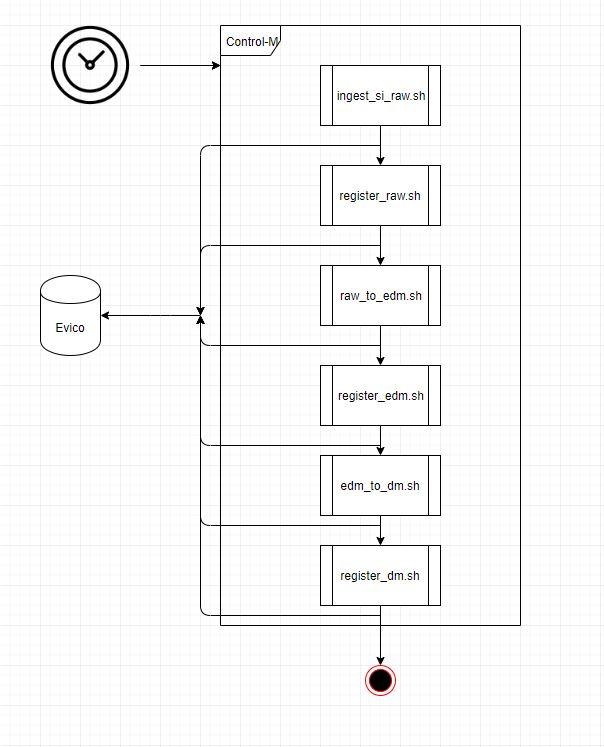 Control-M
ingest_si_raw.sh
register_raw.sh
raw_to_edm.sh
Evico
register_edm.sh
edm_to_dm.sh
register_dm.sh